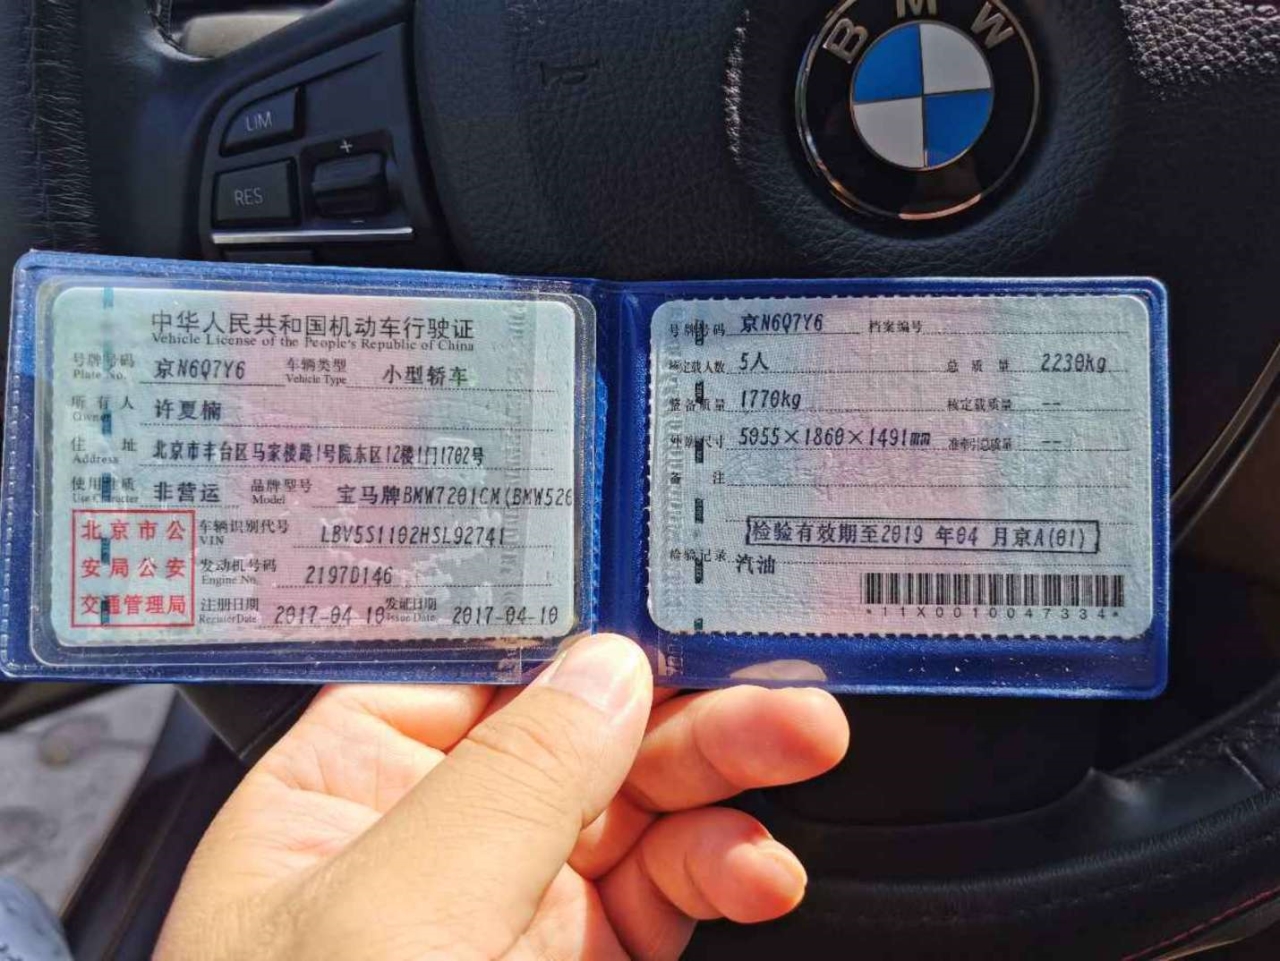 BMW
LIM
+
RES
-
中华人民共和国机动车行驶证
Vehicle License of the People's Republic of China
号牌号码 京N6Q7Y6 车辆类型 小型轿车
Plate No. Vehicle Type
所有人 许夏楠
Owner
住址 北京市丰台区马家楼路1号院东区12楼1门1702号
Address
使用性质 非营运 品牌型号 宝马牌BMW7201CM(BMW520
Use Character Model
北京市公
安局公安
交通管理局
车辆识别代号 LBV5S1102HSL92741
VIN
发动机号码 2197D146
Engine No.
注册日期 2017-04-10 发证日期 2017-04-10
Register Date Issue Date
号牌号码 京N6Q7Y6 档案编号
核定载人数 5人 总质量 2230kg
整备质量 1770kg 核定载质量 --
外廓尺寸 5055×1860×1491mm 准牵引总质量 --
备注
检验有效期至2019年04月京A(01)
检验记录 汽油
*11X0010047334*